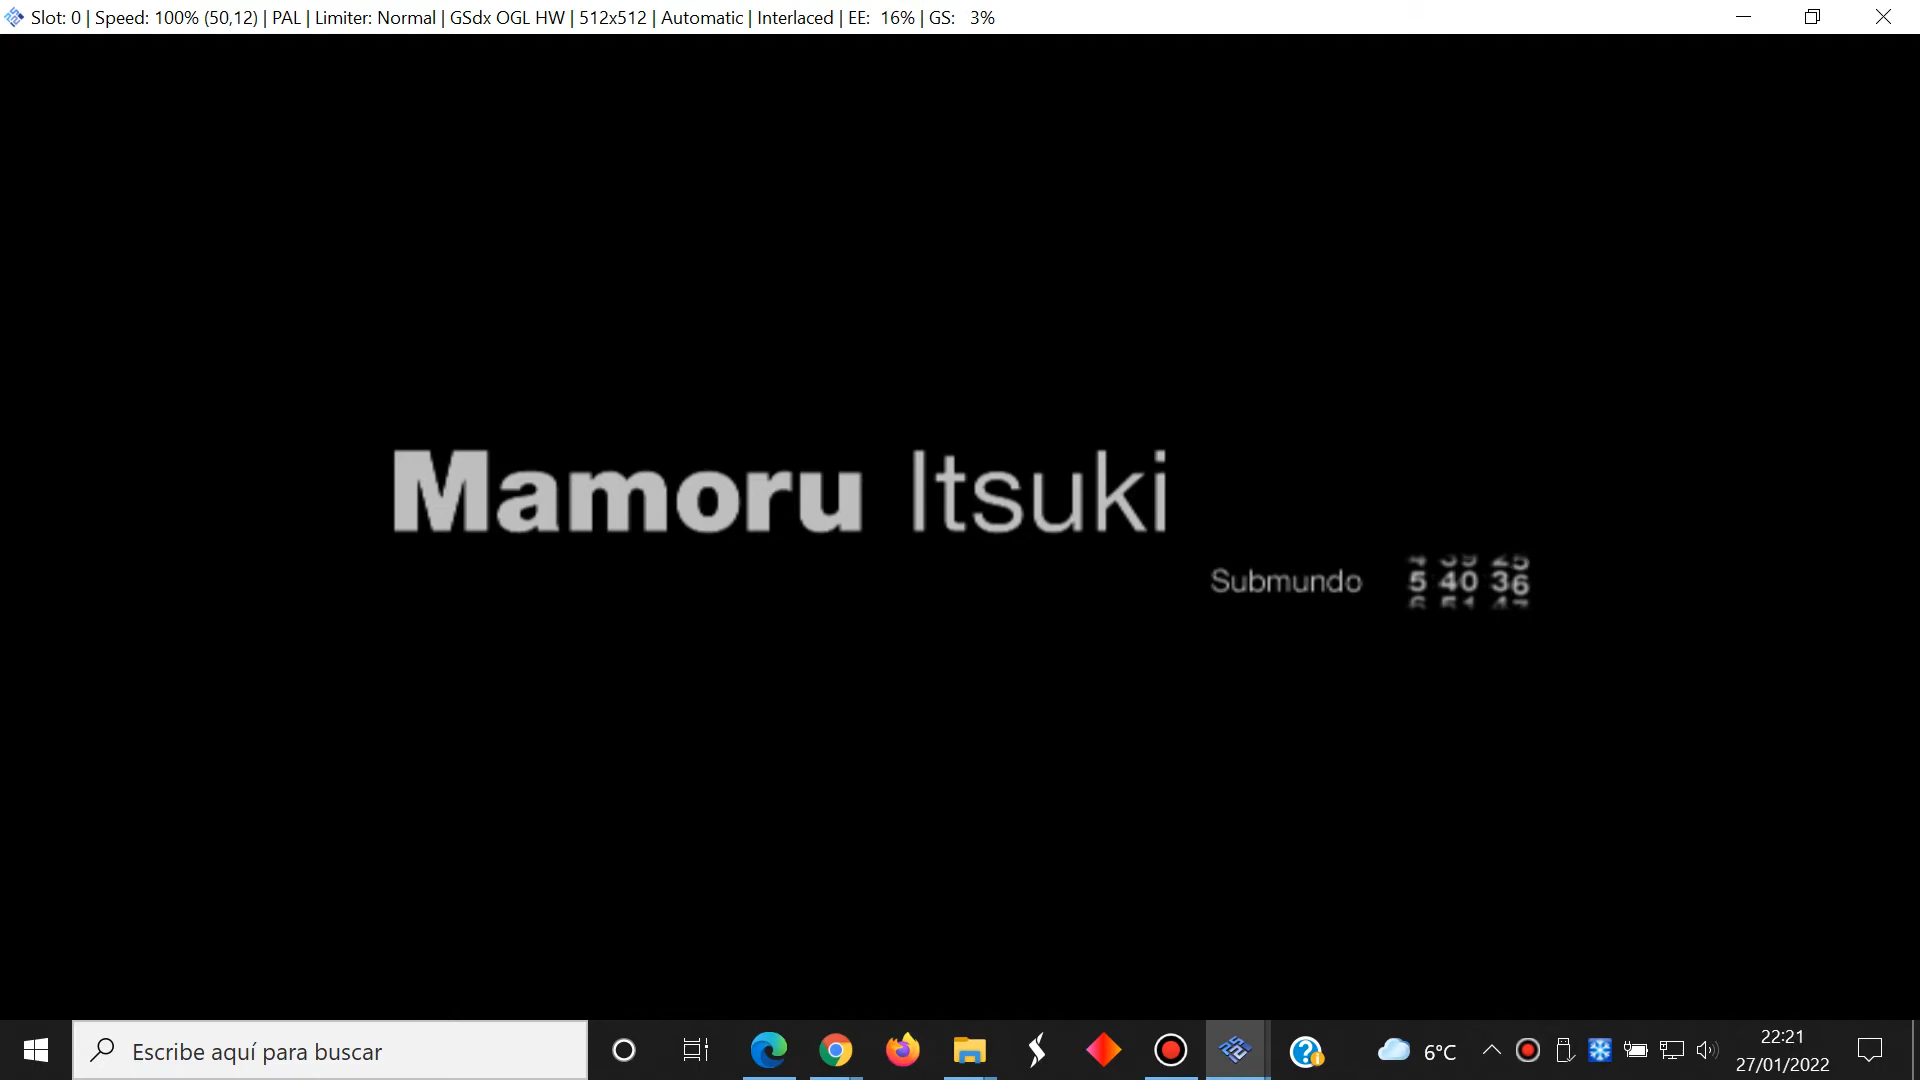 Slot: 0 | Speed: 100% (50,12) | PAL | Limiter: Normal | GSdx OGL HW | 512x512 | Automatic | Interlaced | EE: 16% | GS: 3%
Mamoru Itsuki
Submundo 5 40 36
Escribe aquí para buscar
6°C
22:21
27/01/2022